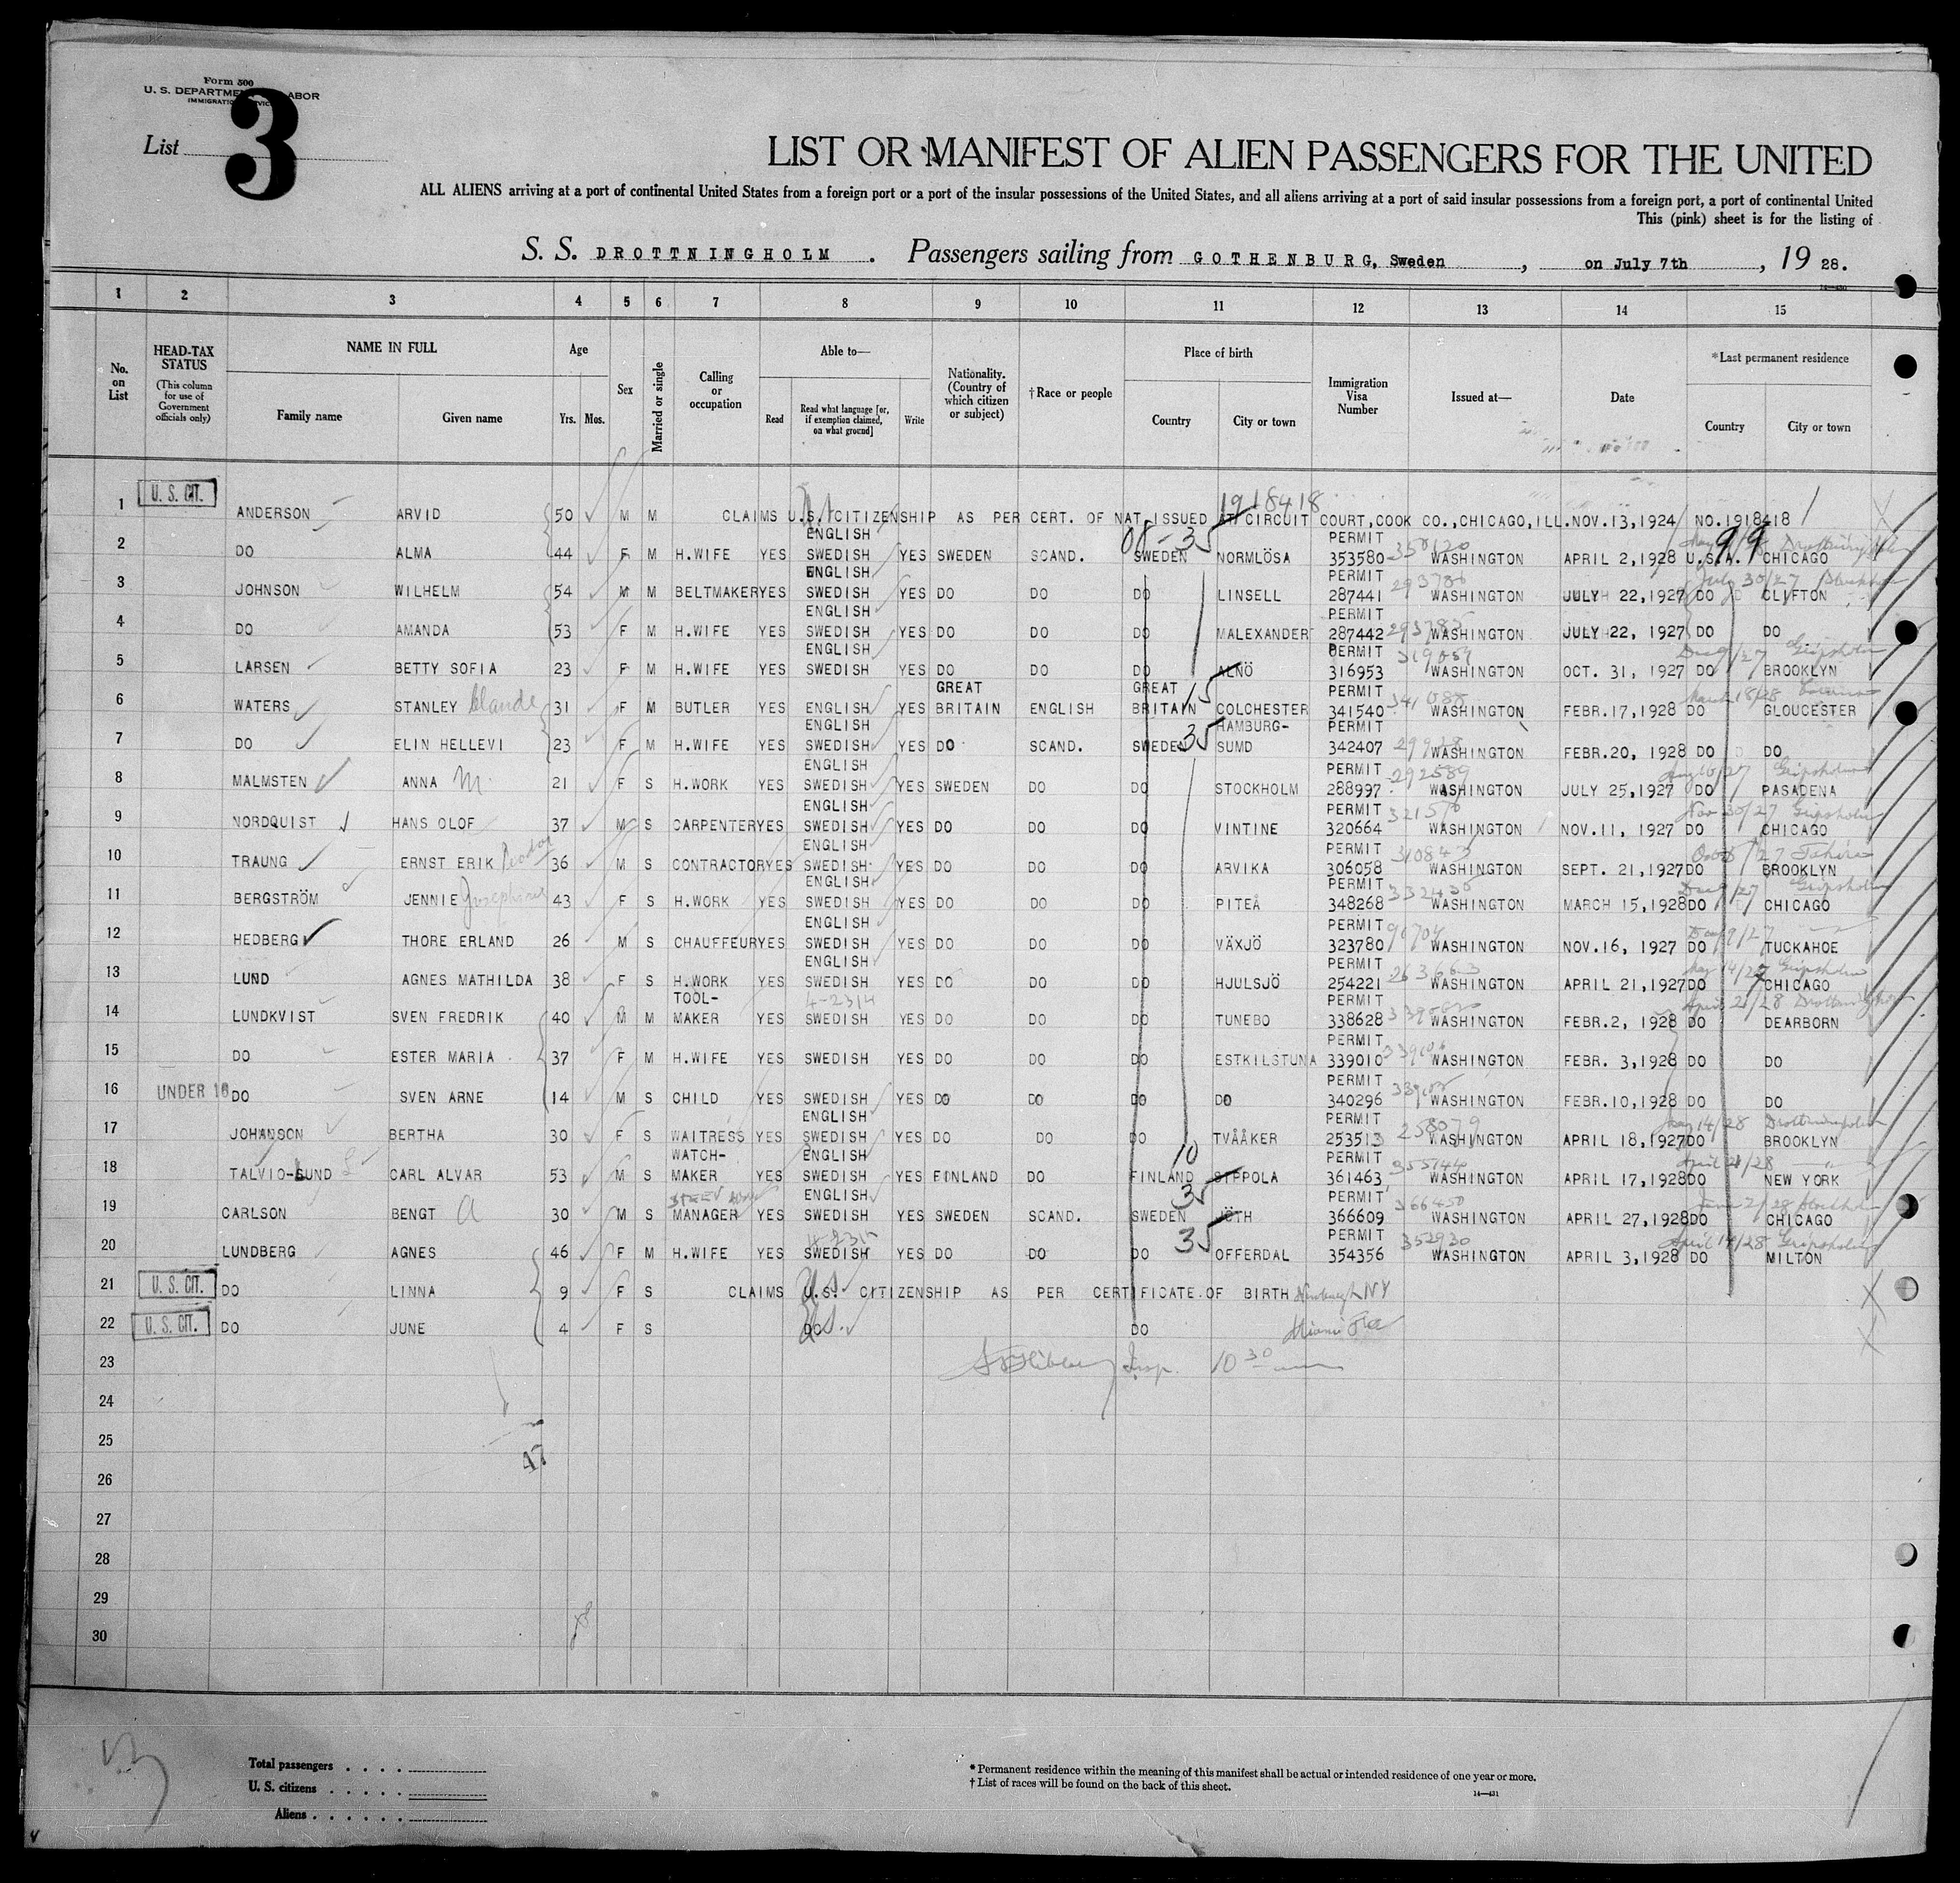 Form 500
U. S. DEPARTMENT LABOR
IMMIGRATION SERVICE
List 3
LIST OR MANIFEST OF ALIEN PASSENGERS FOR THE UNITED
ALL ALIENS arriving at a port of continental United States from a foreign port or a port of the insular possessions of the United States, and all aliens arriving at a port of said insular possessions from a foreign port, a port of continental United
This (pink) sheet is for the listing of
S. S. DROTTNINGHOLM. Passengers sailing from GOTHENBURG, Sweden, on July 7th, 19 28.
1 2 3 4 5 6 7 8 9 10 11 12 13 14 15
No. on List
HEAD-TAX STATUS (This column for use of Government officials only)
NAME IN FULL
Family name Given name
Age Yrs. Mos.
Sex
Married or single
Calling or occupation
Able to— Read Read what language [or, if exemption claimed, on what ground] Write
Nationality. (Country of which citizen or subject)
†Race or people
Place of birth Country City or town
Immigration Visa Number
Issued at—
Date
*Last permanent residence Country City or town
1 U. S. CIT. ANDERSON ARVID 50 M M CLAIMS U.S. CITIZENSHIP AS PER CERT. OF NAT. ISSUED AT CIRCUIT COURT, COOK CO., CHICAGO, ILL. NOV. 13, 1924 NO. 1918418
1918418
2 DO ALMA 44 F M H.WIFE YES ENGLISH SWEDISH YES SWEDEN SCAND. SWEDEN NORMLÖSA PERMIT 353580 WASHINGTON APRIL 2, 1928 U.S.A. CHICAGO
3 JOHNSON WILHELM 54 M M BELTMAKER YES ENGLISH SWEDISH YES DO DO DO LINSELL PERMIT 287441 293786 WASHINGTON JULY 22, 1927 DO CLIFTON
4 DO AMANDA 53 F M H.WIFE YES ENGLISH SWEDISH YES DO DO DO MALEXANDER PERMIT 287442 WASHINGTON JULY 22, 1927 DO DO
5 LARSEN BETTY SOFIA 23 F M H.WIFE YES ENGLISH SWEDISH YES DO DO DO ALNÖ PERMIT 316953 WASHINGTON OCT. 31, 1927 DO BROOKLYN
6 WATERS STANLEY Claude 31 F M BUTLER YES ENGLISH YES GREAT BRITAIN ENGLISH GREAT BRITAIN COLCHESTER PERMIT 341540 WASHINGTON FEBR. 17, 1928 DO GLOUCESTER
7 DO ELIN HELLEVI 23 F M H.WIFE YES ENGLISH SWEDISH YES DO SCAND. SWEDEN HAMBURG-SUMD PERMIT 342407 WASHINGTON FEBR. 20, 1928 DO DO
8 MALMSTEN ANNA M. 21 F S H.WORK YES ENGLISH SWEDISH YES SWEDEN DO DO STOCKHOLM PERMIT 288997 292589 WASHINGTON JULY 25, 1927 DO PASADENA
9 NORDQUIST HANS OLOF 37 M S CARPENTER YES ENGLISH SWEDISH YES DO DO DO VINTINE PERMIT 320664 WASHINGTON NOV. 11, 1927 DO CHICAGO
10 TRAUNG ERNST ERIK 36 M S CONTRACTOR YES ENGLISH SWEDISH YES DO DO DO ARVIKA PERMIT 306058 310843 WASHINGTON SEPT. 21, 1927 DO BROOKLYN
11 BERGSTRÖM JENNIE Josephine 43 F S H.WORK YES ENGLISH SWEDISH YES DO DO DO PITEÅ PERMIT 348268 WASHINGTON MARCH 15, 1928 DO CHICAGO
12 HEDBERG THORE ERLAND 26 M S CHAUFFEUR YES ENGLISH SWEDISH YES DO DO DO VÄXJÖ PERMIT 323780 WASHINGTON NOV. 16, 1927 DO TUCKAHOE
13 LUND AGNES MATHILDA 38 F S H.WORK YES ENGLISH SWEDISH YES DO DO DO HJULSJÖ PERMIT 254221 WASHINGTON APRIL 21, 1927 DO CHICAGO
14 LUNDKVIST SVEN FREDRIK 40 M M TOOL-MAKER YES SWEDISH YES DO DO DO TUNEBO PERMIT 338628 WASHINGTON FEBR. 2, 1928 DO DEARBORN
15 DO ESTER MARIA 37 F M H.WIFE YES SWEDISH YES DO DO DO ESTKILSTUNA PERMIT 339010 WASHINGTON FEBR. 3, 1928 DO DO
16 UNDER 16 DO SVEN ARNE 14 M S CHILD YES SWEDISH YES DO DO DO DO PERMIT 340296 WASHINGTON FEBR. 10, 1928 DO DO
17 JOHANSON BERTHA 30 F S WAITRESS YES ENGLISH SWEDISH YES DO DO DO TVÅÅKER PERMIT 253513 258079 WASHINGTON APRIL 18, 1927 DO BROOKLYN
18 TALVIO-LUND CARL ALVAR 53 M S WATCH-MAKER YES ENGLISH SWEDISH YES FINLAND DO FINLAND SIPPOLA PERMIT 361463 355144 WASHINGTON APRIL 17, 1928 DO NEW YORK
19 CARLSON BENGT A 30 M S MANAGER YES ENGLISH SWEDISH YES SWEDEN SCAND. SWEDEN JÖTH PERMIT 366609 366450 WASHINGTON APRIL 27, 1928 DO CHICAGO
20 LUNDBERG AGNES 46 F M H.WIFE YES SWEDISH YES DO DO DO OFFERDAL PERMIT 354356 352930 WASHINGTON APRIL 3, 1928 DO MILTON
21 U. S. CIT. DO LINNA 9 F S CLAIMS U.S. CITIZENSHIP AS PER CERTIFICATE OF BIRTH Newburgh NY
22 U. S. CIT. DO JUNE 4 F S DO DO Miami Fla
23 Insp. 10 30 am
24
25
26
27
28
29
30
Total passengers
U. S. citizens
Aliens
* Permanent residence within the meaning of this manifest shall be actual or intended residence of one year or more.
† List of races will be found on the back of this sheet.
14—431